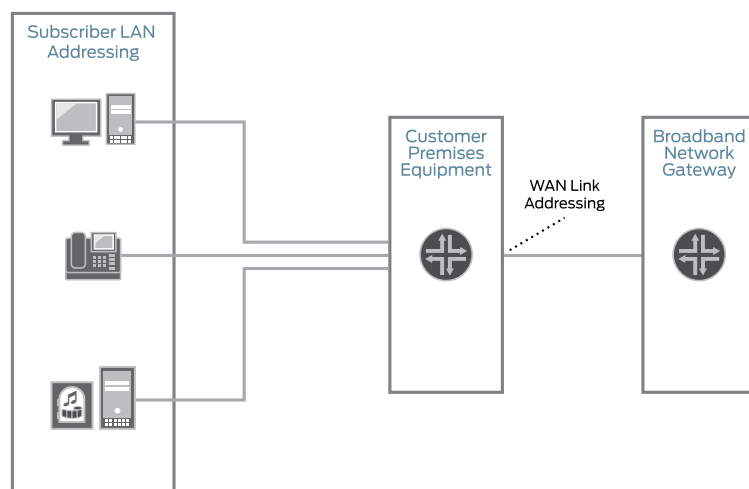 Subscriber LAN
Addressing
Customer
Premises
Equipment
WAN Link
Addressing
Broadband
Network
Gateway